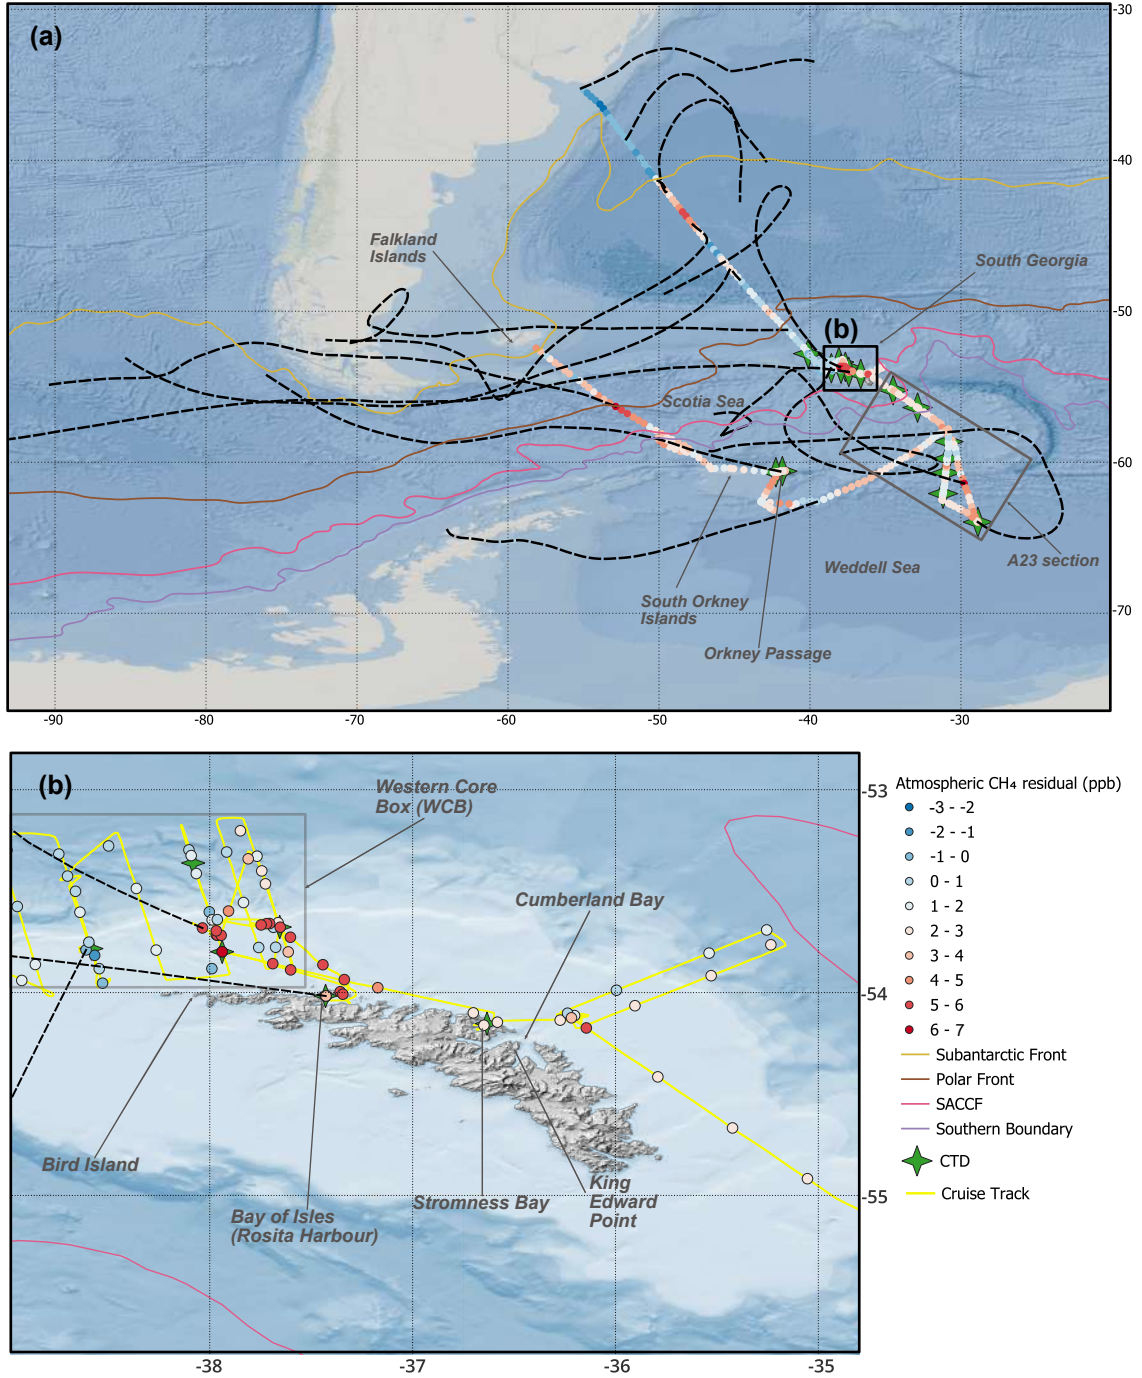 (a)
-30
-40
-50
-60
-70
Falkland
Islands
South Georgia
(b)
Scotia Sea
Weddell Sea
A23 section
South Orkney
Islands
Orkney Passage
-90
-80
-70
-60
-50
-40
-30
(b)
Western Core
Box (WCB)
Cumberland Bay
Bird Island
Bay of Isles
(Rosita Harbour)
Stromness Bay
King
Edward
Point
-53
-54
-55
-38
-37
-36
-35
Atmospheric CH₄ residual (ppb)
-3 - -2
-2 - -1
-1 - 0
0 - 1
1 - 2
2 - 3
3 - 4
4 - 5
5 - 6
6 - 7
Subantarctic Front
Polar Front
SACCF
Southern Boundary
CTD
Cruise Track